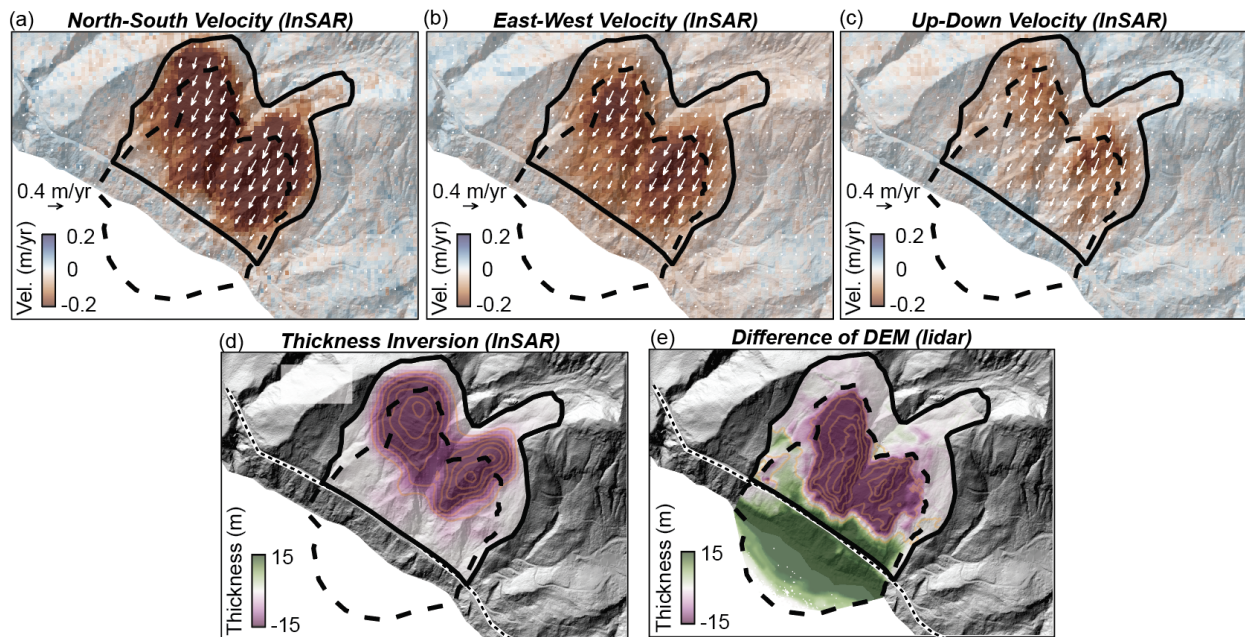 (a) North-South Velocity (InSAR)
0.4 m/yr
Vel. (m/yr)
0.2
0
-0.2
(b) East-West Velocity (InSAR)
0.4 m/yr
Vel. (m/yr)
0.2
0
-0.2
(c) Up-Down Velocity (InSAR)
0.4 m/yr
Vel. (m/yr)
0.2
0
-0.2
(d) Thickness Inversion (InSAR)
Thickness (m)
15
-15
(e) Difference of DEM (lidar)
Thickness (m)
15
-15